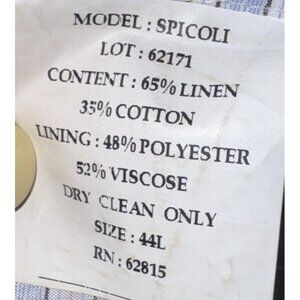 MODEL : SPICOLI
LOT : 62171
CONTENT : 65% LINEN
35% COTTON
LINING : 48% POLYESTER
52% VISCOSE
DRY CLEAN ONLY
SIZE : 44L
RN : 62815